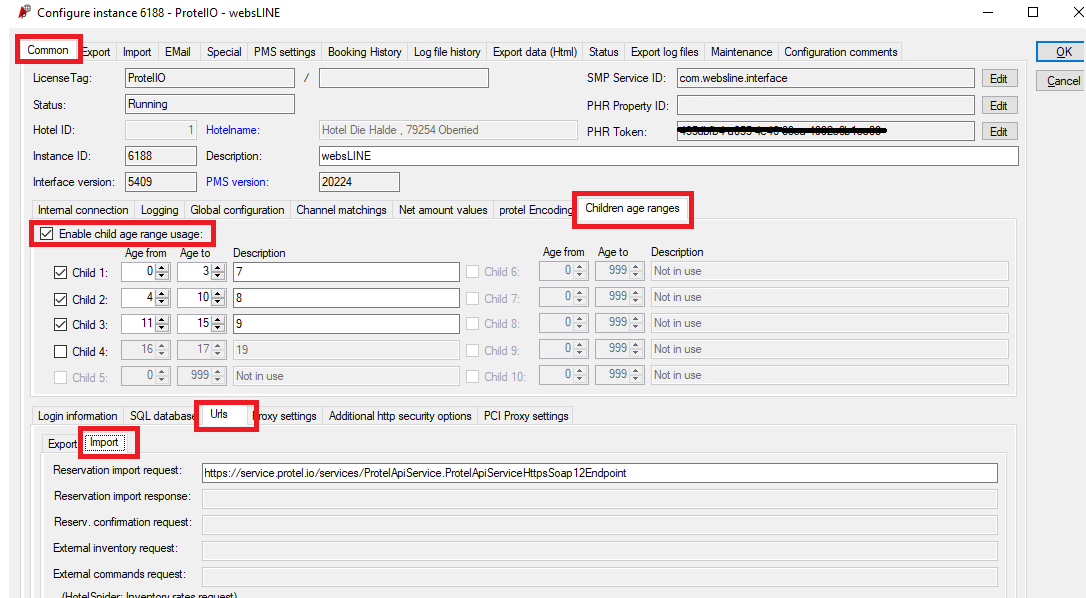 Configure instance 6188 - ProtelIO - websLINE
Common Export Import EMail Special PMS settings Booking History Log file history Export data (Html) Status Export log files Maintenance Configuration comments
OK
Cancel
LicenseTag: ProtelIO / SMP Service ID: com.websline.interface Edit
Status: Running PHR Property ID: Edit
Hotel ID: 1 Hotelname: Hotel Die Halde , 79254 Oberried PHR Token: Edit
Instance ID: 6188 Description: websLINE
Interface version: 5409 PMS version: 20224
Internal connection Logging Global configuration Channel matchings Net amount values protel Encoding Children age ranges
Enable child age range usage:
Age from Age to Description Age from Age to Description
Child 1: 0 3 7 Child 6: 0 999 Not in use
Child 2: 4 10 8 Child 7: 0 999 Not in use
Child 3: 11 15 9 Child 8: 0 999 Not in use
Child 4: 16 17 19 Child 9: 0 999 Not in use
Child 5: 0 999 Not in use Child 10: 0 999 Not in use
Login information SQL database Urls Proxy settings Additional http security options PCI Proxy settings
Export Import
Reservation import request: https://service.protel.io/services/ProtelApiService.ProtelApiServiceHttpsSoap12Endpoint
Reservation import response:
Reserv. confirmation request:
External inventory request:
External commands request:
(HotelSpider: Inventory rates request)